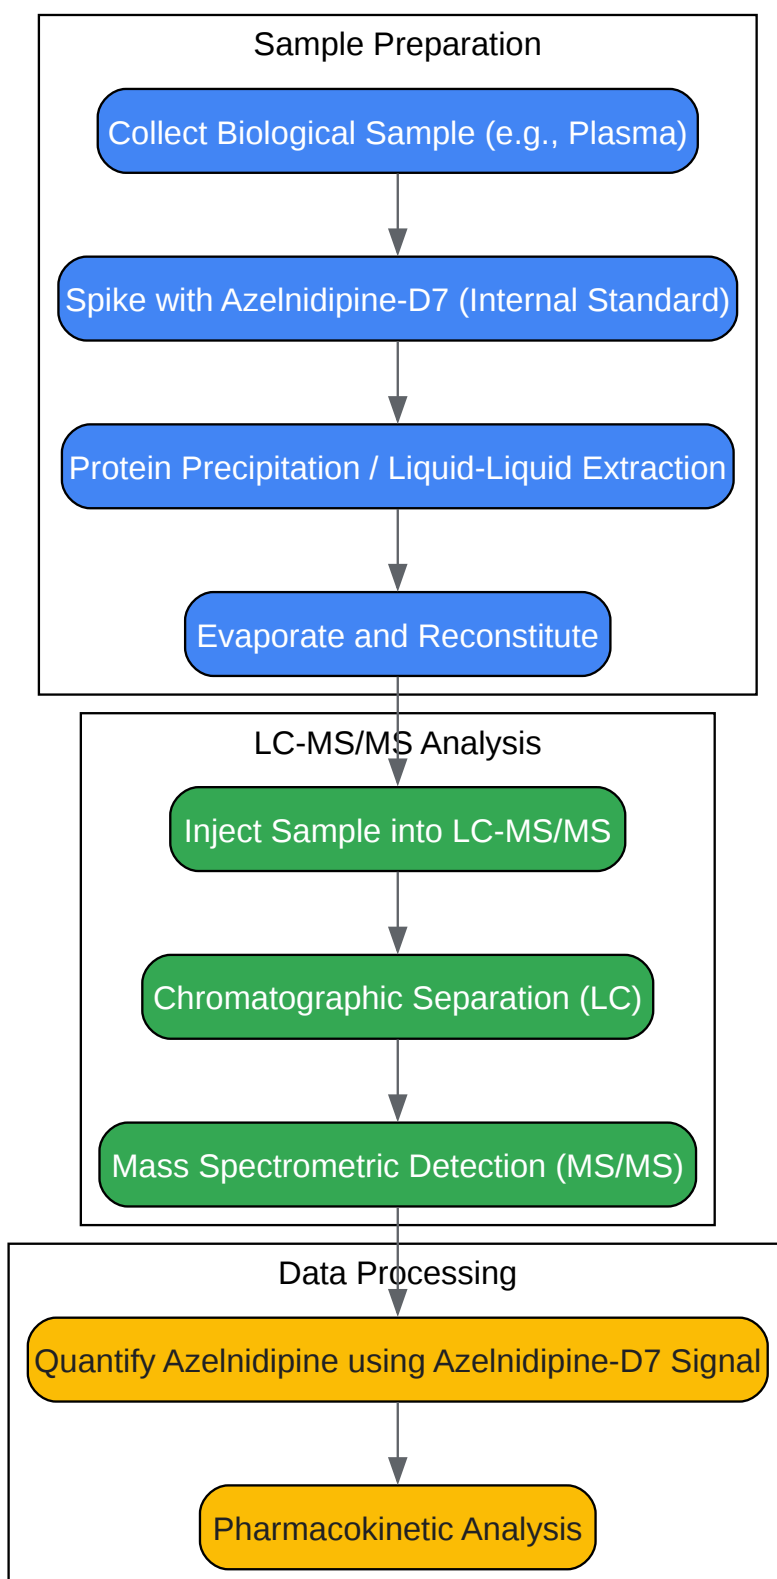 Sample Preparation
Collect Biological Sample (e.g., Plasma)
Spike with Azelnidipine-D7 (Internal Standard)
Protein Precipitation / Liquid-Liquid Extraction
Evaporate and Reconstitute
LC-MS/MS Analysis
Inject Sample into LC-MS/MS
Chromatographic Separation (LC)
Mass Spectrometric Detection (MS/MS)
Data Processing
Quantify Azelnidipine using Azelnidipine-D7 Signal
Pharmacokinetic Analysis